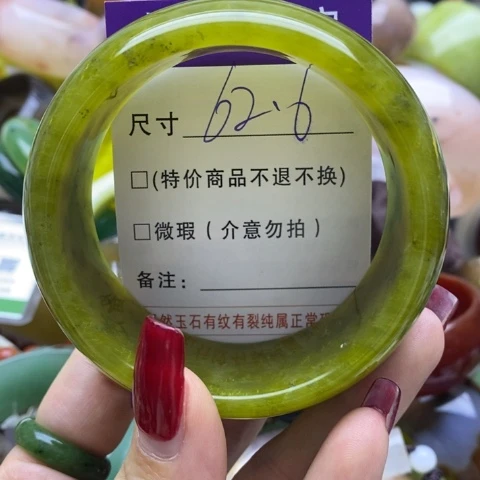 尺寸 62.6
□(特价商品不退不换)
□微瑕(介意勿拍)
备注:
然玉石有纹有裂纯属正常